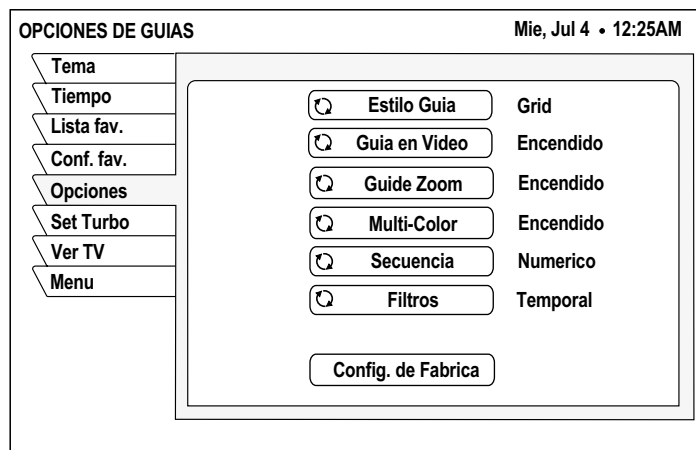 OPCIONES DE GUIAS
Mie, Jul 4 • 12:25AM
Tema
Tiempo
Lista fav.
Conf. fav.
Opciones
Set Turbo
Ver TV
Menu
Estilo Guia Grid
Guia en Video Encendido
Guide Zoom Encendido
Multi-Color Encendido
Secuencia Numerico
Filtros Temporal
Config. de Fabrica